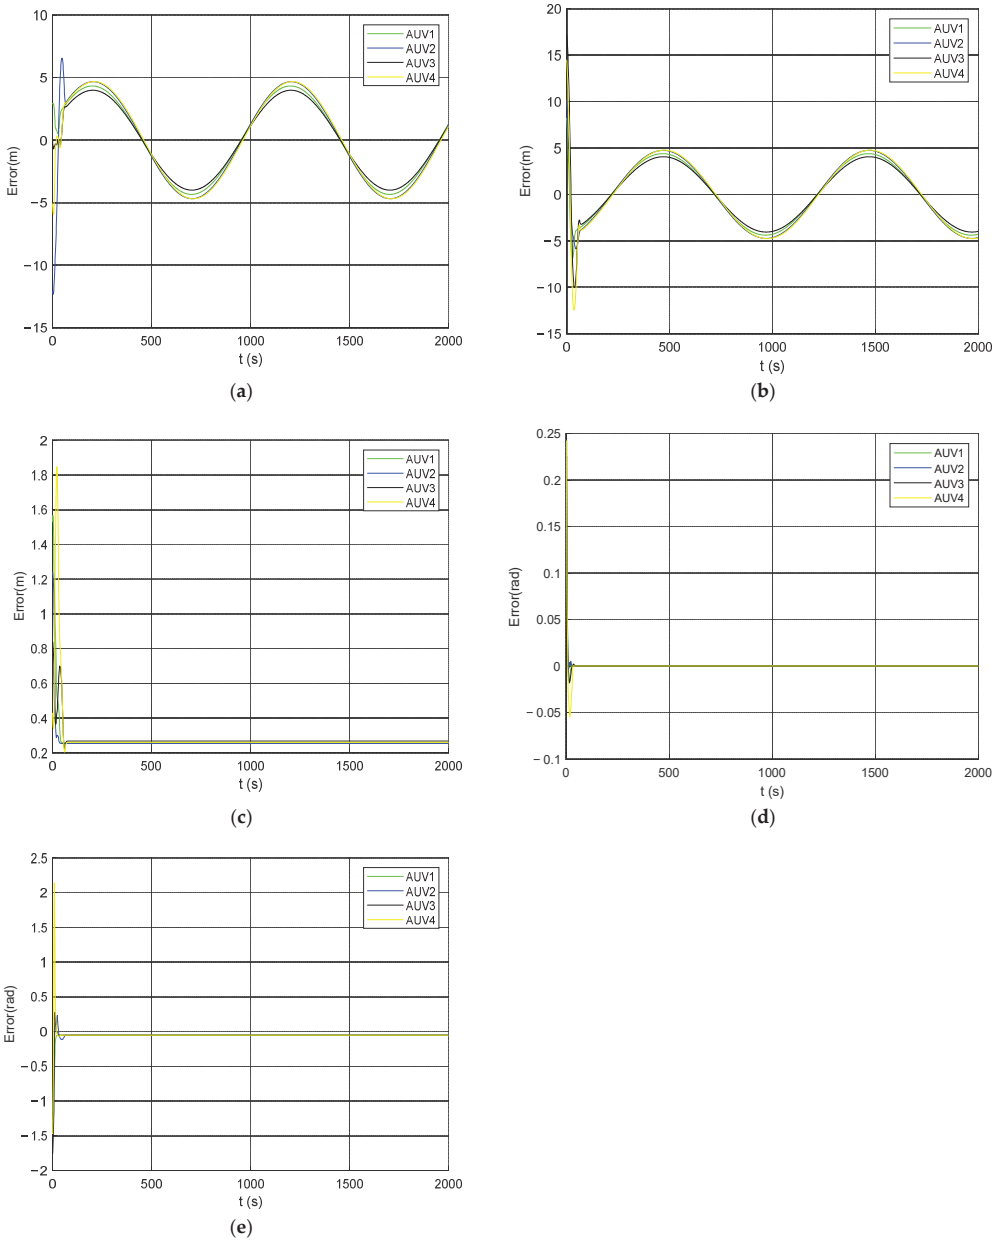 10
5
0
−5
−10
−15
Error(m)
0
500
1000
1500
2000
t (s)
AUV1
AUV2
AUV3
AUV4
(a)
20
15
10
5
0
−5
−10
−15
Error(m)
0
500
1000
1500
2000
t (s)
AUV1
AUV2
AUV3
AUV4
(b)
2
1.8
1.6
1.4
1.2
1
0.8
0.6
0.4
0.2
Error(m)
0
500
1000
1500
2000
t (s)
AUV1
AUV2
AUV3
AUV4
(c)
0.25
0.2
0.15
0.1
0.05
0
−0.05
−0.1
Error(rad)
0
500
1000
1500
2000
t (s)
AUV1
AUV2
AUV3
AUV4
(d)
2.5
2
1.5
1
0.5
0
−0.5
−1
−1.5
−2
Error(rad)
0
500
1000
1500
2000
t (s)
AUV1
AUV2
AUV3
AUV4
(e)